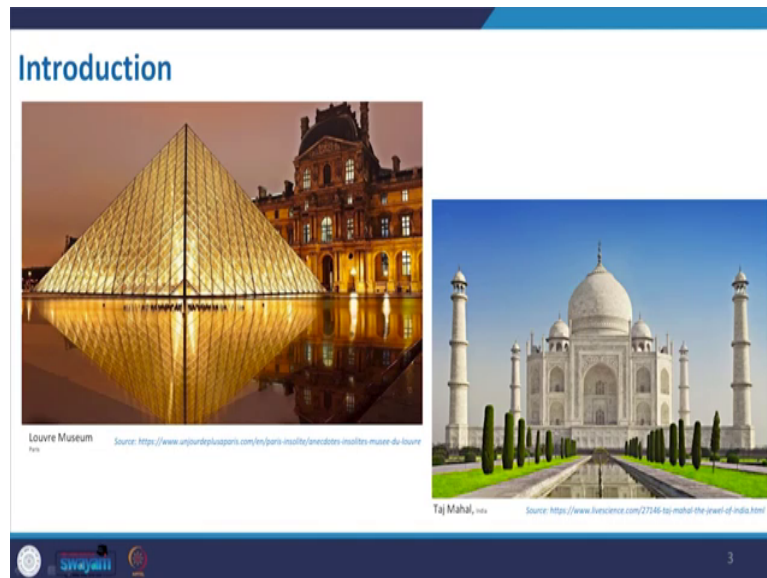 Introduction
Louvre Museum
Paris
Source: https://www.unjourdeplusaparis.com/en/paris-insolite/anecdotes-insolites-musee-du-louvre
Taj Mahal, India
Source: https://www.livescience.com/27146-taj-mahal-the-jewel-of-india.html
swayam
3